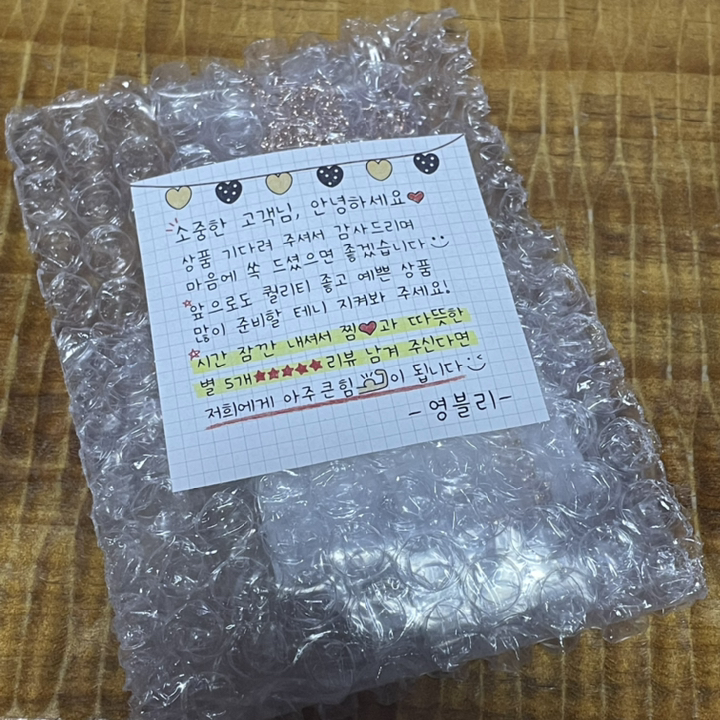 소중한 고객님, 안녕하세요❤
상품 기다려 주셔서 감사드리며
마음에 쏙 드셨으면 좋겠습니다
앞으로도 퀄리티 좋고 예쁜 상품
많이 준비할 테니 지켜봐 주세요!
시간 잠깐 내셔서 찜❤과 따뜻한
별 5개★★★★★리뷰 남겨 주신다면
저희에게 아주 큰힘이 됩니다
-영블리-